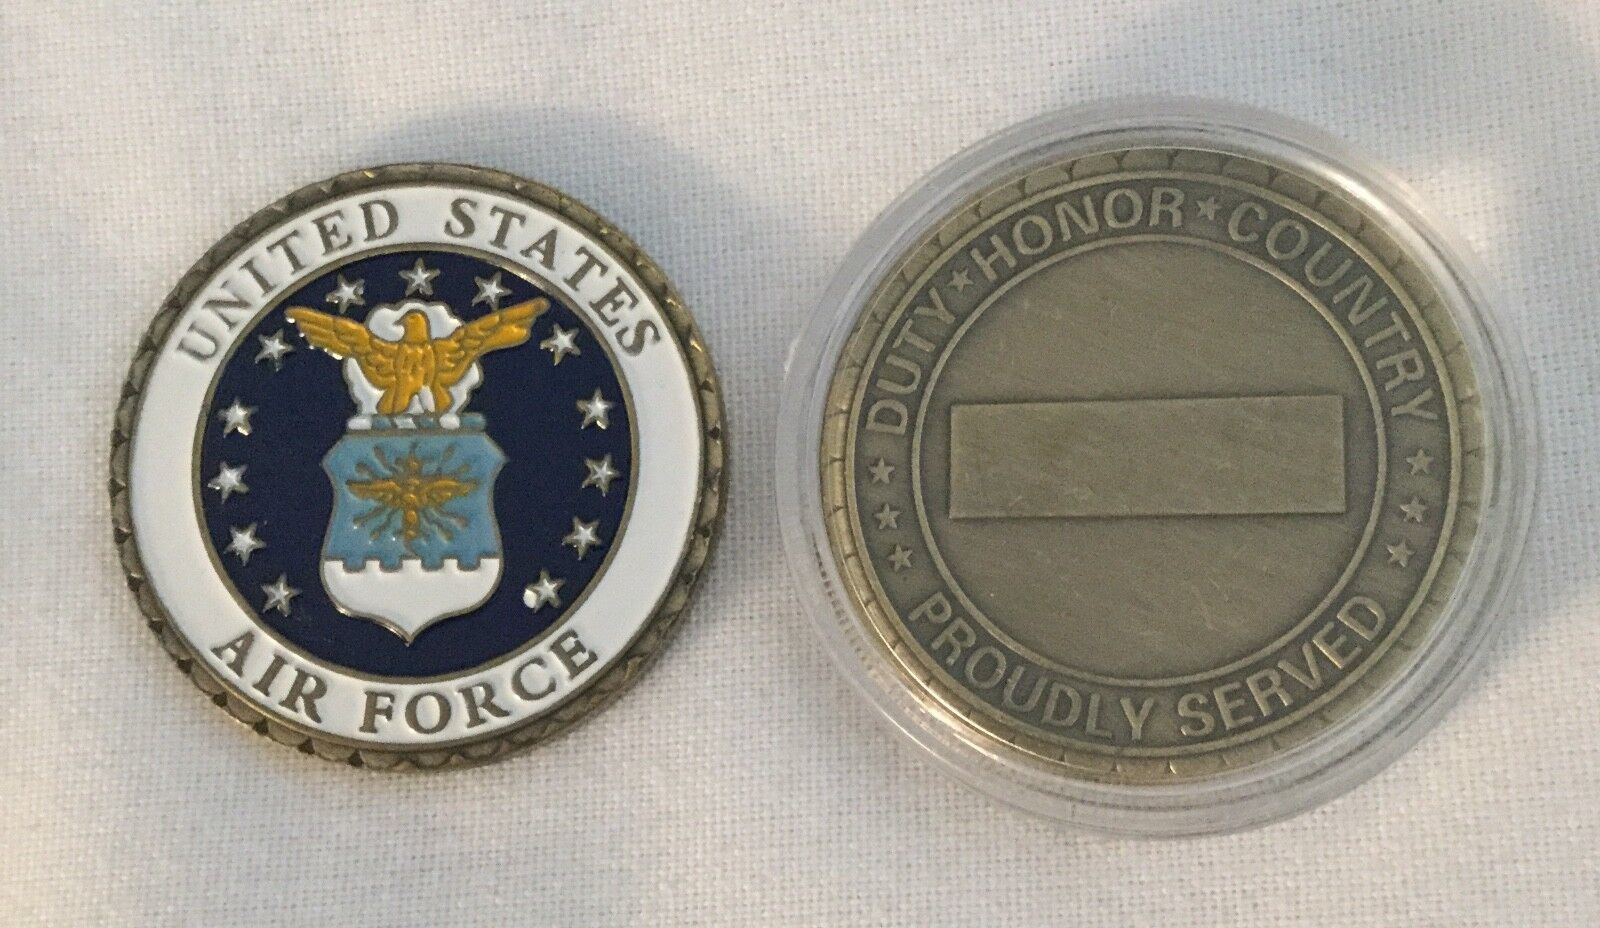 UNITED STATES
AIR FORCE
DUTY★HONOR★COUNTRY
PROUDLY SERVED